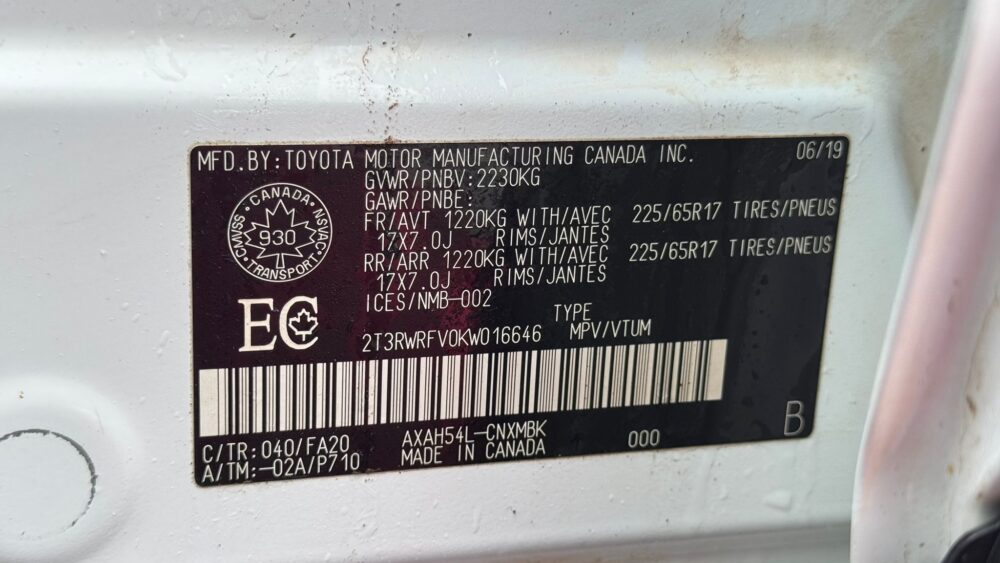 MFD.BY:TOYOTA MOTOR MANUFACTURING CANADA INC. 06/19
GVWR/PNBV:2230KG
GAWR/PNBE:
FR/AVT 1220KG WITH/AVEC 225/65R17 TIRES/PNEUS
17X7.0J RIMS/JANTES
RR/ARR 1220KG WITH/AVEC 225/65R17 TIRES/PNEUS
17X7.0J RIMS/JANTES
ICES/NMB-002
CANADA
CMVSS NSVAC
930
TRANSPORT
EC
TYPE
2T3RWRFV0KW016646 MPV/VTUM
C/TR:040/FA20 AXAH54L-CNXMBK 000 B
A/TM:-02A/P710 MADE IN CANADA